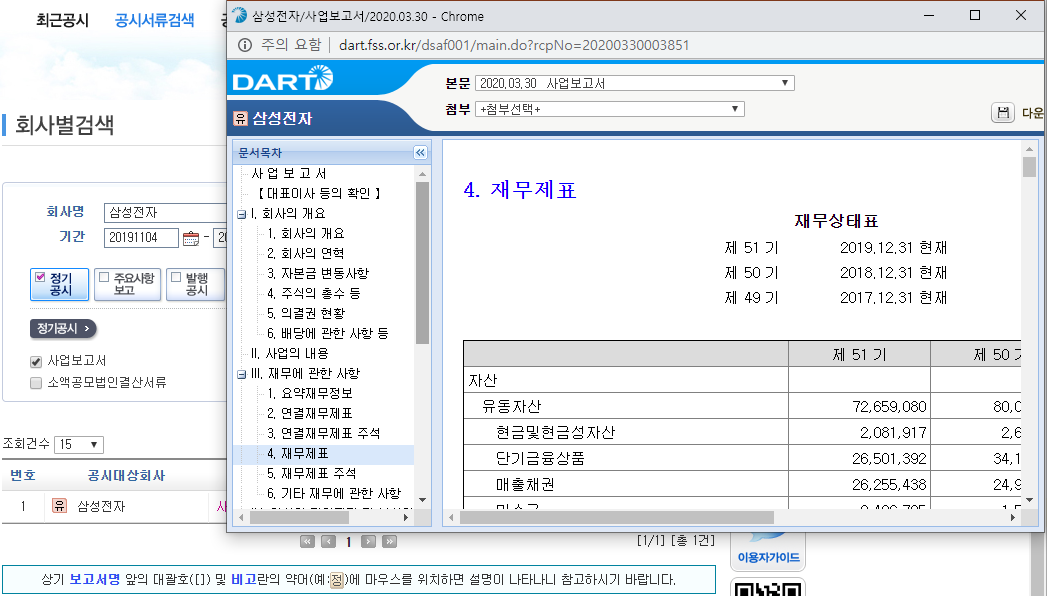 최근공시 공시서류검색
회사별검색
회사명 삼성전자
기간 20191104 -
정기공시 주요사항보고 발행공시
정기공시
사업보고서
소액공모법인결산서류
조회건수 15
번호 공시대상회사
1 유 삼성전자
삼성전자/사업보고서/2020.03.30 - Chrome
주의 요함 dart.fss.or.kr/dsaf001/main.do?rcpNo=20200330003851
DART
본문 2020.03.30 사업보고서
유 삼성전자
첨부 +첨부선택+
다운
문서목차
사 업 보 고 서
【 대표이사 등의 확인 】
I. 회사의 개요
1. 회사의 개요
2. 회사의 연혁
3. 자본금 변동사항
4. 주식의 총수 등
5. 의결권 현황
6. 배당에 관한 사항 등
II. 사업의 내용
III. 재무에 관한 사항
1. 요약재무정보
2. 연결재무제표
3. 연결재무제표 주석
4. 재무제표
5. 재무제표 주석
6. 기타 재무에 관한 사항
4. 재무제표
재무상태표
제 51 기 2019.12.31 현재
제 50 기 2018.12.31 현재
제 49 기 2017.12.31 현재
제 51 기 제 50 기
자산
유동자산 72,659,080 80,0
현금및현금성자산 2,081,917 2,6
단기금융상품 26,501,392 34,1
매출채권 26,255,438 24,9
1 [1/1] [총 1건]
이용자가이드
상기 보고서명 앞의 대괄호([]) 및 비고란의 약어(예:정)에 마우스를 위치하면 설명이 나타나니 참고하시기 바랍니다.